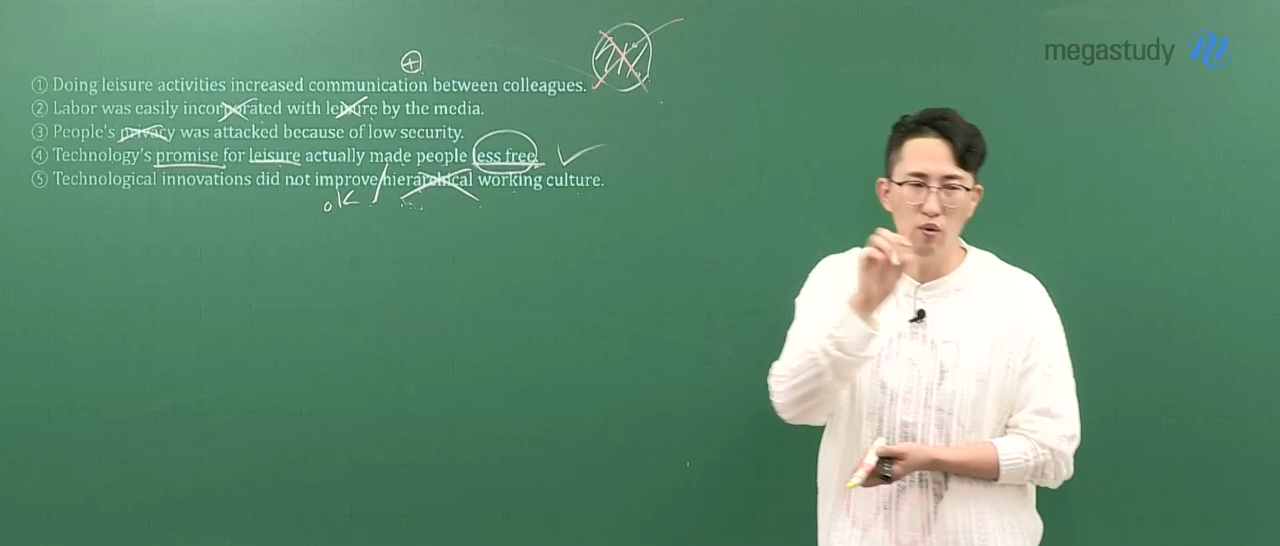 megastudy
① Doing leisure activities increased communication between colleagues.
② Labor was easily incorporated with leisure by the media.
③ People's privacy was attacked because of low security.
④ Technology's promise for leisure actually made people less free.
⑤ Technological innovations did not improve hierarchical working culture.
ok